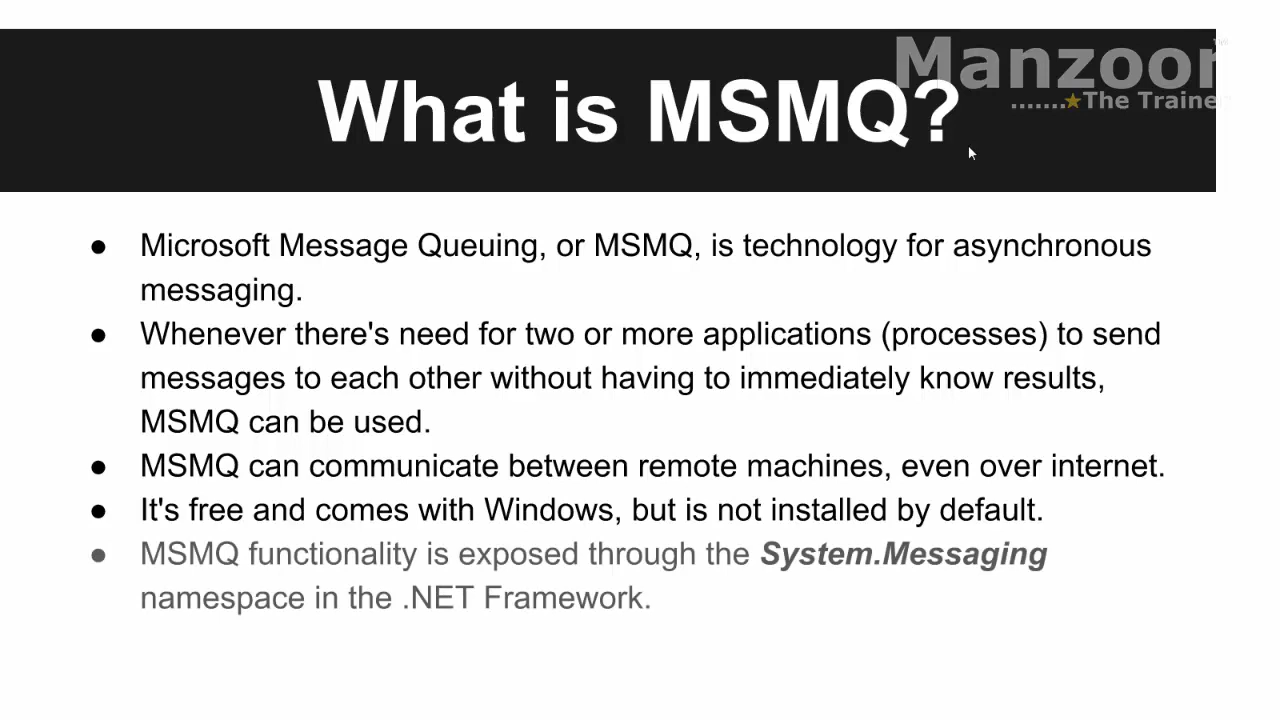 Manzoor
.......★The Trainer
What is MSMQ?
● Microsoft Message Queuing, or MSMQ, is technology for asynchronous
messaging.
● Whenever there's need for two or more applications (processes) to send
messages to each other without having to immediately know results,
MSMQ can be used.
● MSMQ can communicate between remote machines, even over internet.
● It's free and comes with Windows, but is not installed by default.
● MSMQ functionality is exposed through the System.Messaging
namespace in the .NET Framework.